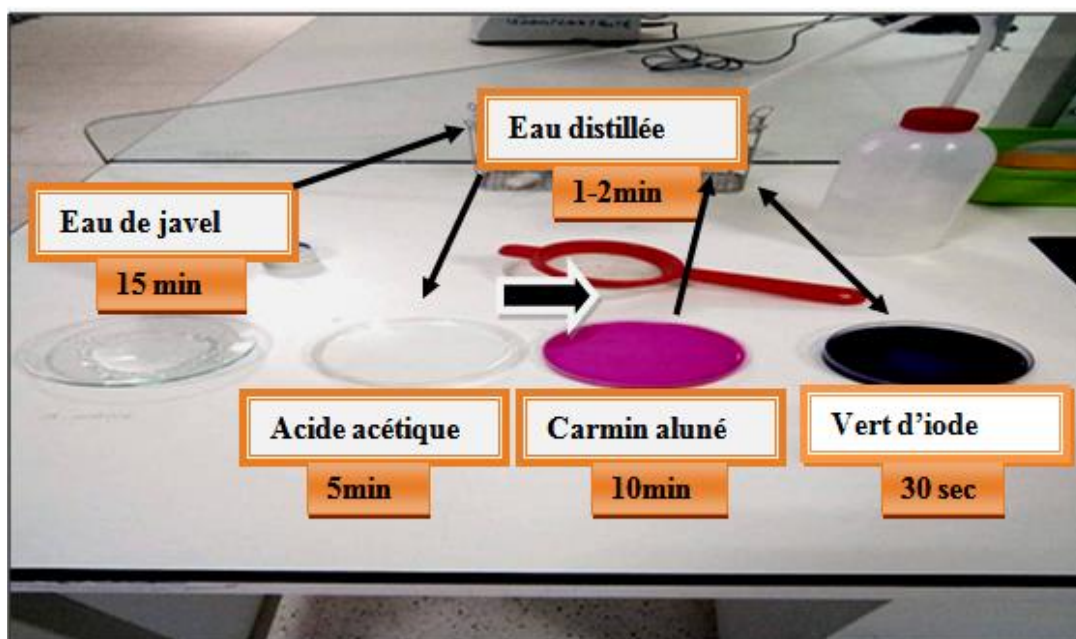 Eau distillée
1-2min
Eau de javel
15 min
Acide acétique
5min
Carmin aluné
10min
Vert d'iode
30 sec